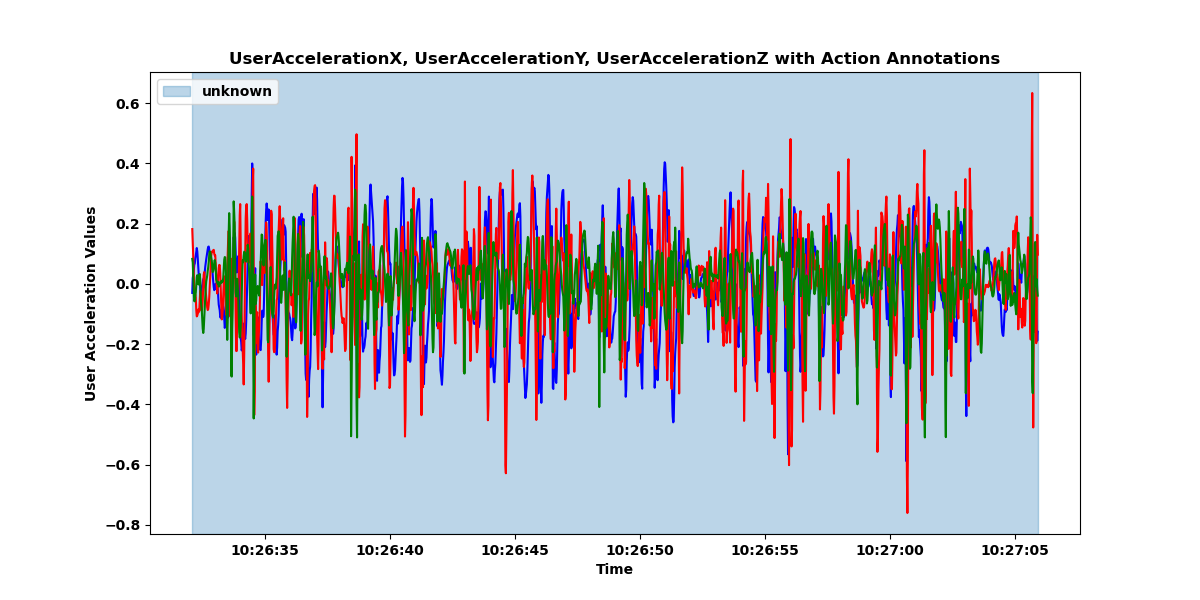 UserAccelerationX, UserAccelerationY, UserAccelerationZ with Action Annotations
unknown
User Acceleration Values
0.6
0.4
0.2
0.0
−0.2
−0.4
−0.6
−0.8
10:26:35 10:26:40 10:26:45 10:26:50 10:26:55 10:27:00 10:27:05
Time